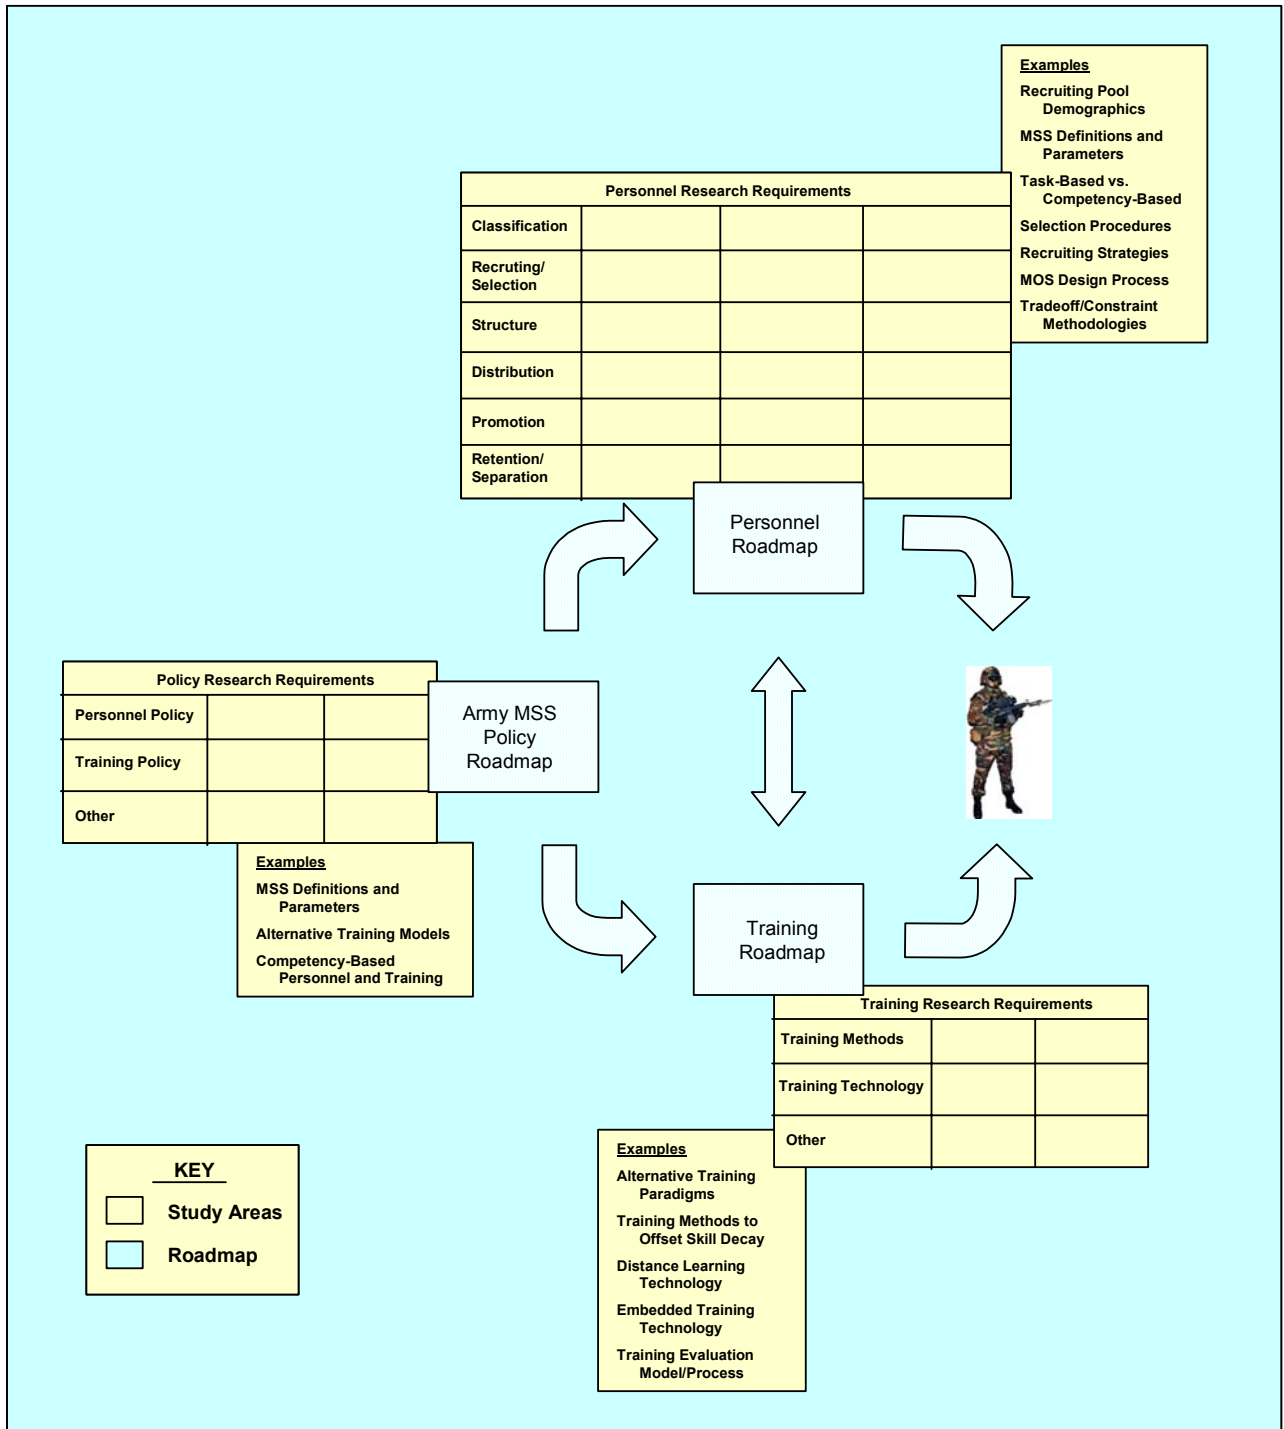 Examples
Recruiting Pool
Demographics
MSS Definitions and
Parameters
Task-Based vs.
Competency-Based
Selection Procedures
Recruiting Strategies
MOS Design Process
Tradeoff/Constraint
Methodologies
Personnel Research Requirements
Classification
Recruting/
Selection
Structure
Distribution
Promotion
Retention/
Separation
Personnel
Roadmap
Policy Research Requirements
Personnel Policy
Training Policy
Other
Army MSS
Policy
Roadmap
Examples
MSS Definitions and
Parameters
Alternative Training Models
Competency-Based
Personnel and Training
Training
Roadmap
Training Research Requirements
Training Methods
Training Technology
Other
Examples
Alternative Training
Paradigms
Training Methods to
Offset Skill Decay
Distance Learning
Technology
Embedded Training
Technology
Training Evaluation
Model/Process
KEY
Study Areas
Roadmap